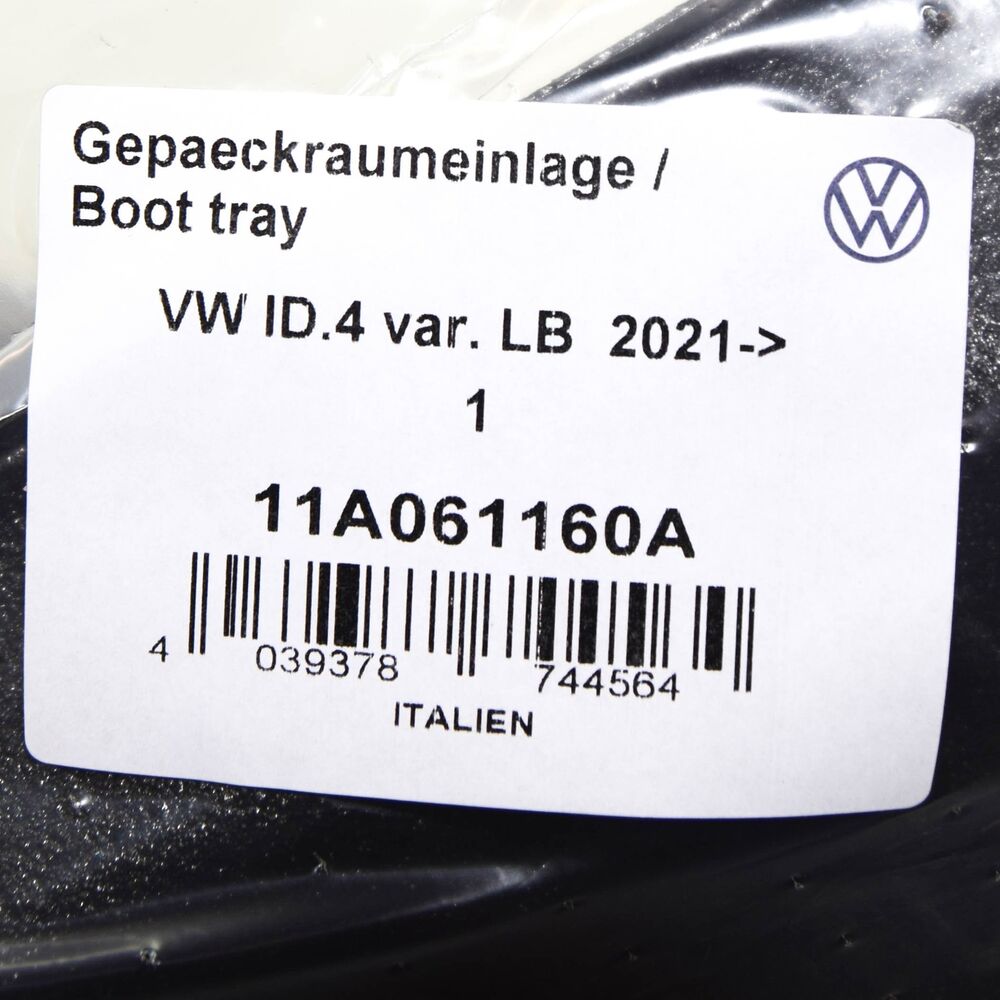 Gepaeckraumeinlage /
Boot tray
VW ID.4 var. LB 2021->
1
11A061160A
4 039378 744564
ITALIEN